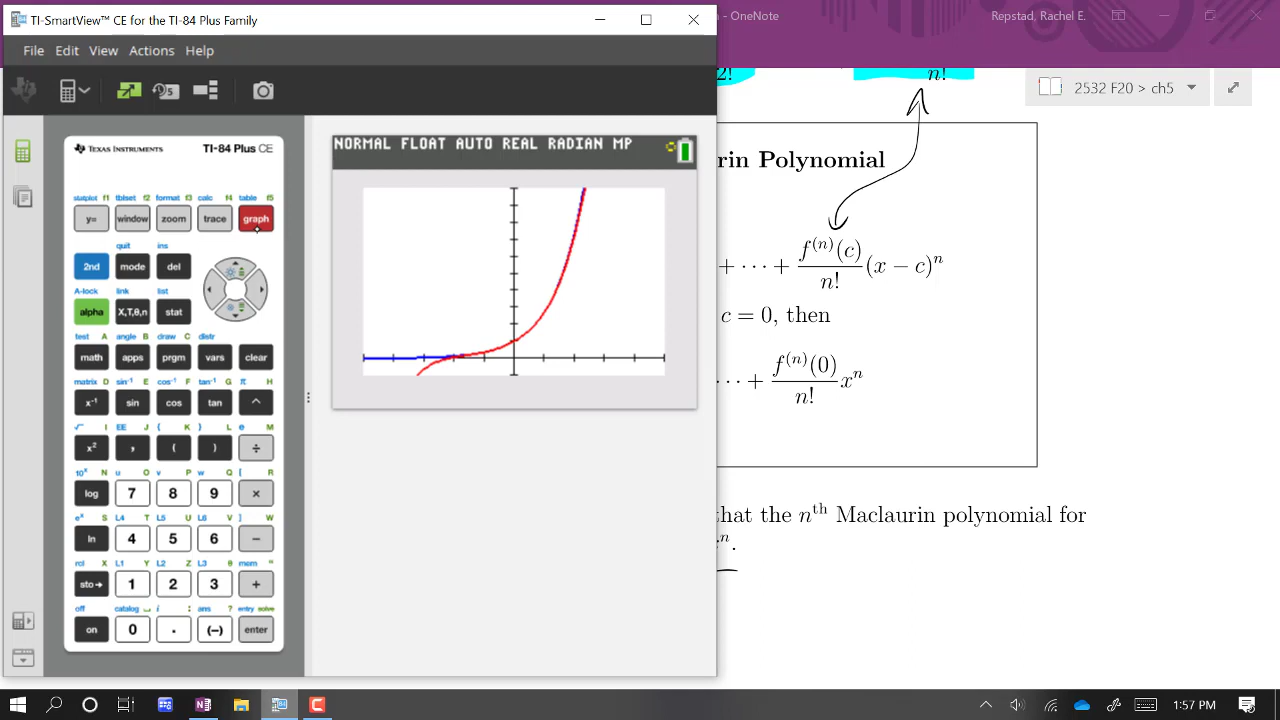 TI-SmartView™ CE for the TI-84 Plus Family
- OneNote
Repstad, Rachel E.
File Edit View Actions Help
2!
n!
2532 F20 > ch5
TEXAS INSTRUMENTS TI-84 Plus CE
NORMAL FLOAT AUTO REAL RADIAN MP
rin Polynomial
statplot f1 tblset f2 format f3 calc f4 table f5
y= window zoom trace graph
+ ··· + f⁽ⁿ⁾(c)/n! (x − c)ⁿ
quit ins
2nd mode del
A-lock link list
alpha X,T,θ,n stat
c = 0, then
test A angle B draw C distr
math apps prgm vars clear
··· + f⁽ⁿ⁾(0)/n! xⁿ
matrix D sin⁻¹ E cos⁻¹ F tan⁻¹ G π H
x⁻¹ sin cos tan ^
√ I EE J { K } L e M
x² , ( ) ÷
10ˣ N u O v P w Q [ R
log 7 8 9 ×
eˣ S L4 T L5 U L6 V ] W
ln 4 5 6 −
that the nᵗʰ Maclaurin polynomial for
ⁿ.
rcl X L1 Y L2 Z L3 θ mem "
sto→ 1 2 3 +
off catalog ⎵ i : ans ? entry solve
on 0 . (−) enter
1:57 PM